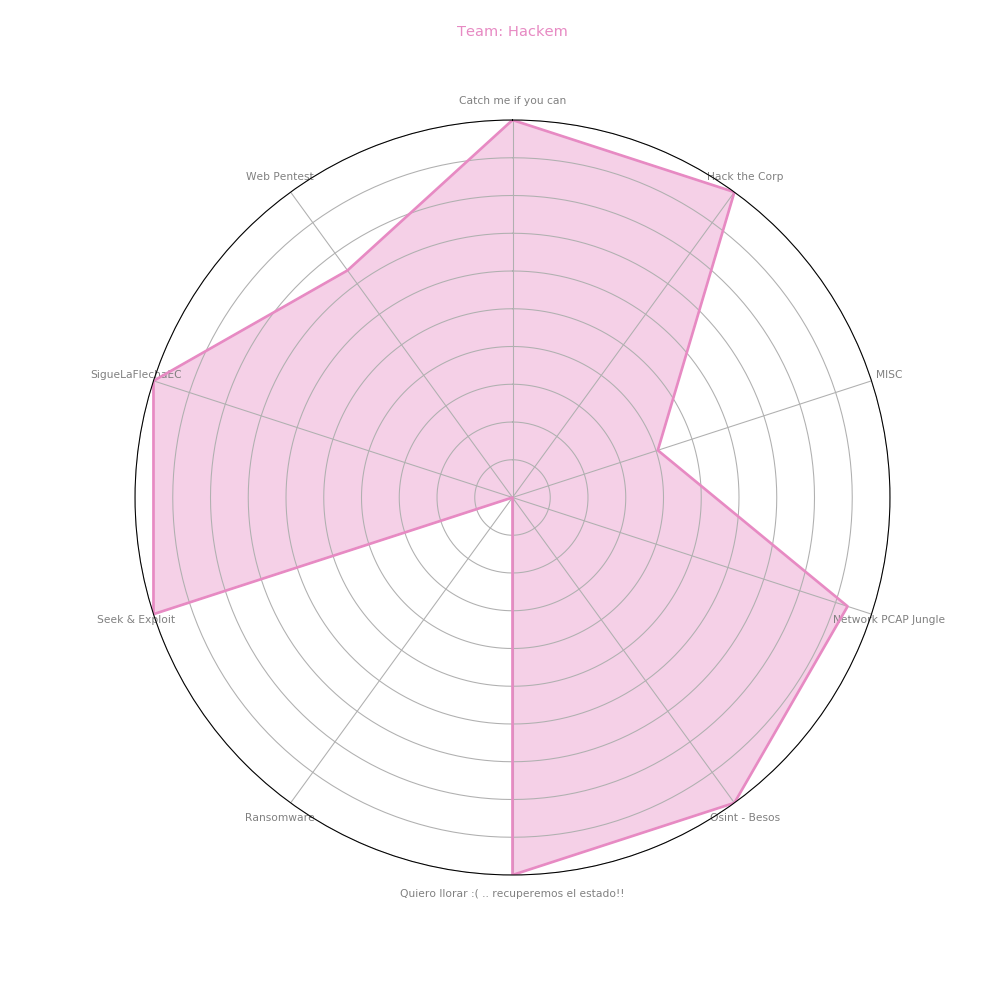 Team: Hackem
Catch me if you can
Web Pentest
Hack the Corp
SigueLaFlechaEC
MISC
Seek & Exploit
Network PCAP Jungle
Ransomware
Osint - Besos
Quiero llorar :( .. recuperemos el estado!!